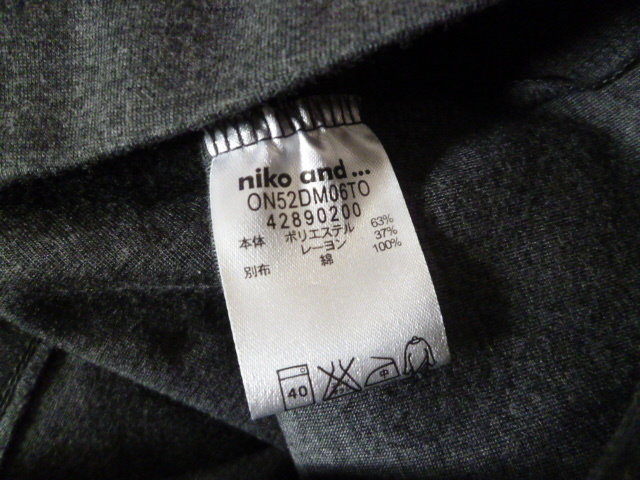 niko and...
ON52DM06TO
42890200
本体 ポリエステル 63%
レーヨン 37%
別布 綿 100%
40
中